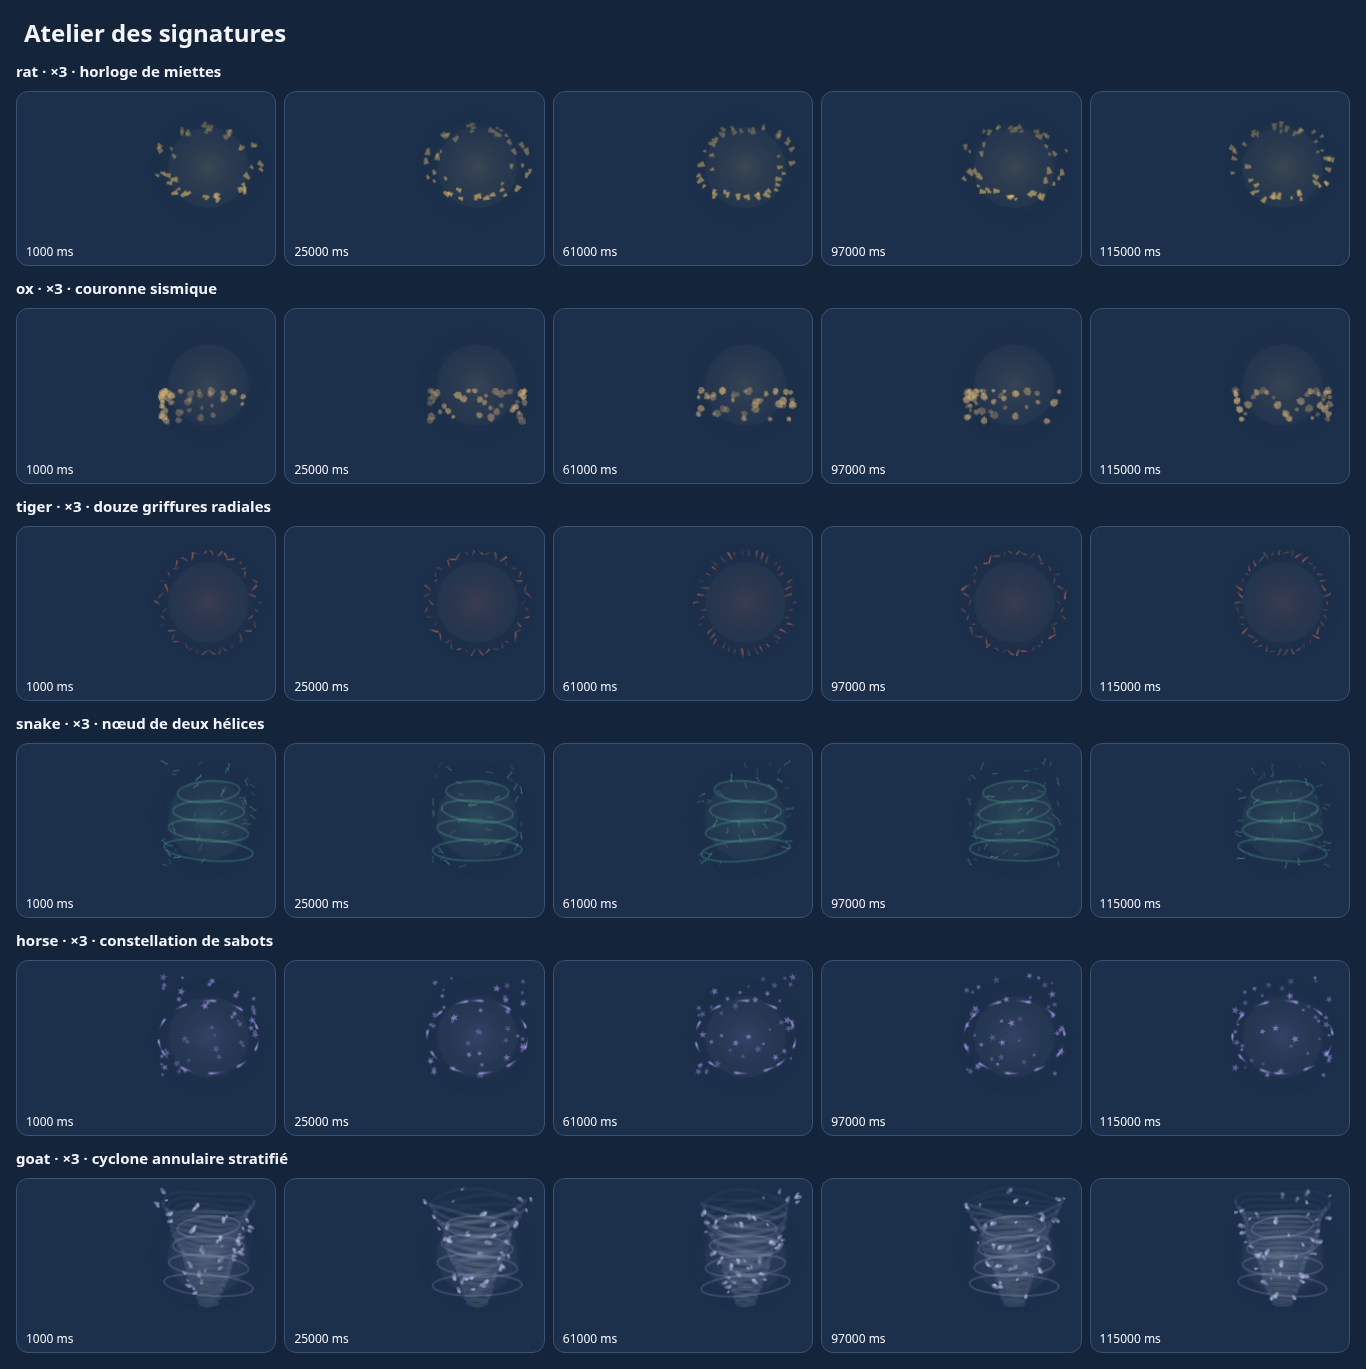 Atelier des signatures
rat · ×3 · horloge de miettes
1000 ms 25000 ms 61000 ms 97000 ms 115000 ms
ox · ×3 · couronne sismique
1000 ms 25000 ms 61000 ms 97000 ms 115000 ms
tiger · ×3 · douze griffures radiales
1000 ms 25000 ms 61000 ms 97000 ms 115000 ms
snake · ×3 · nœud de deux hélices
1000 ms 25000 ms 61000 ms 97000 ms 115000 ms
horse · ×3 · constellation de sabots
1000 ms 25000 ms 61000 ms 97000 ms 115000 ms
goat · ×3 · cyclone annulaire stratifié
1000 ms 25000 ms 61000 ms 97000 ms 115000 ms